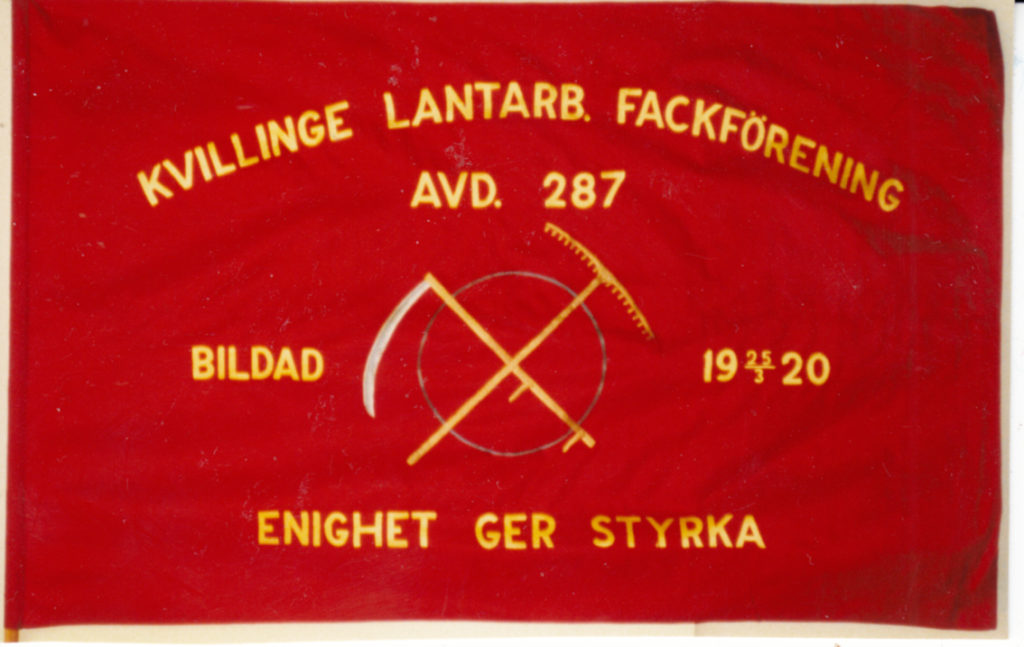 KVILLINGE LANTARB. FACKFÖRENING
AVD. 287
BILDAD 19 25/3 20
ENIGHET GER STYRKA